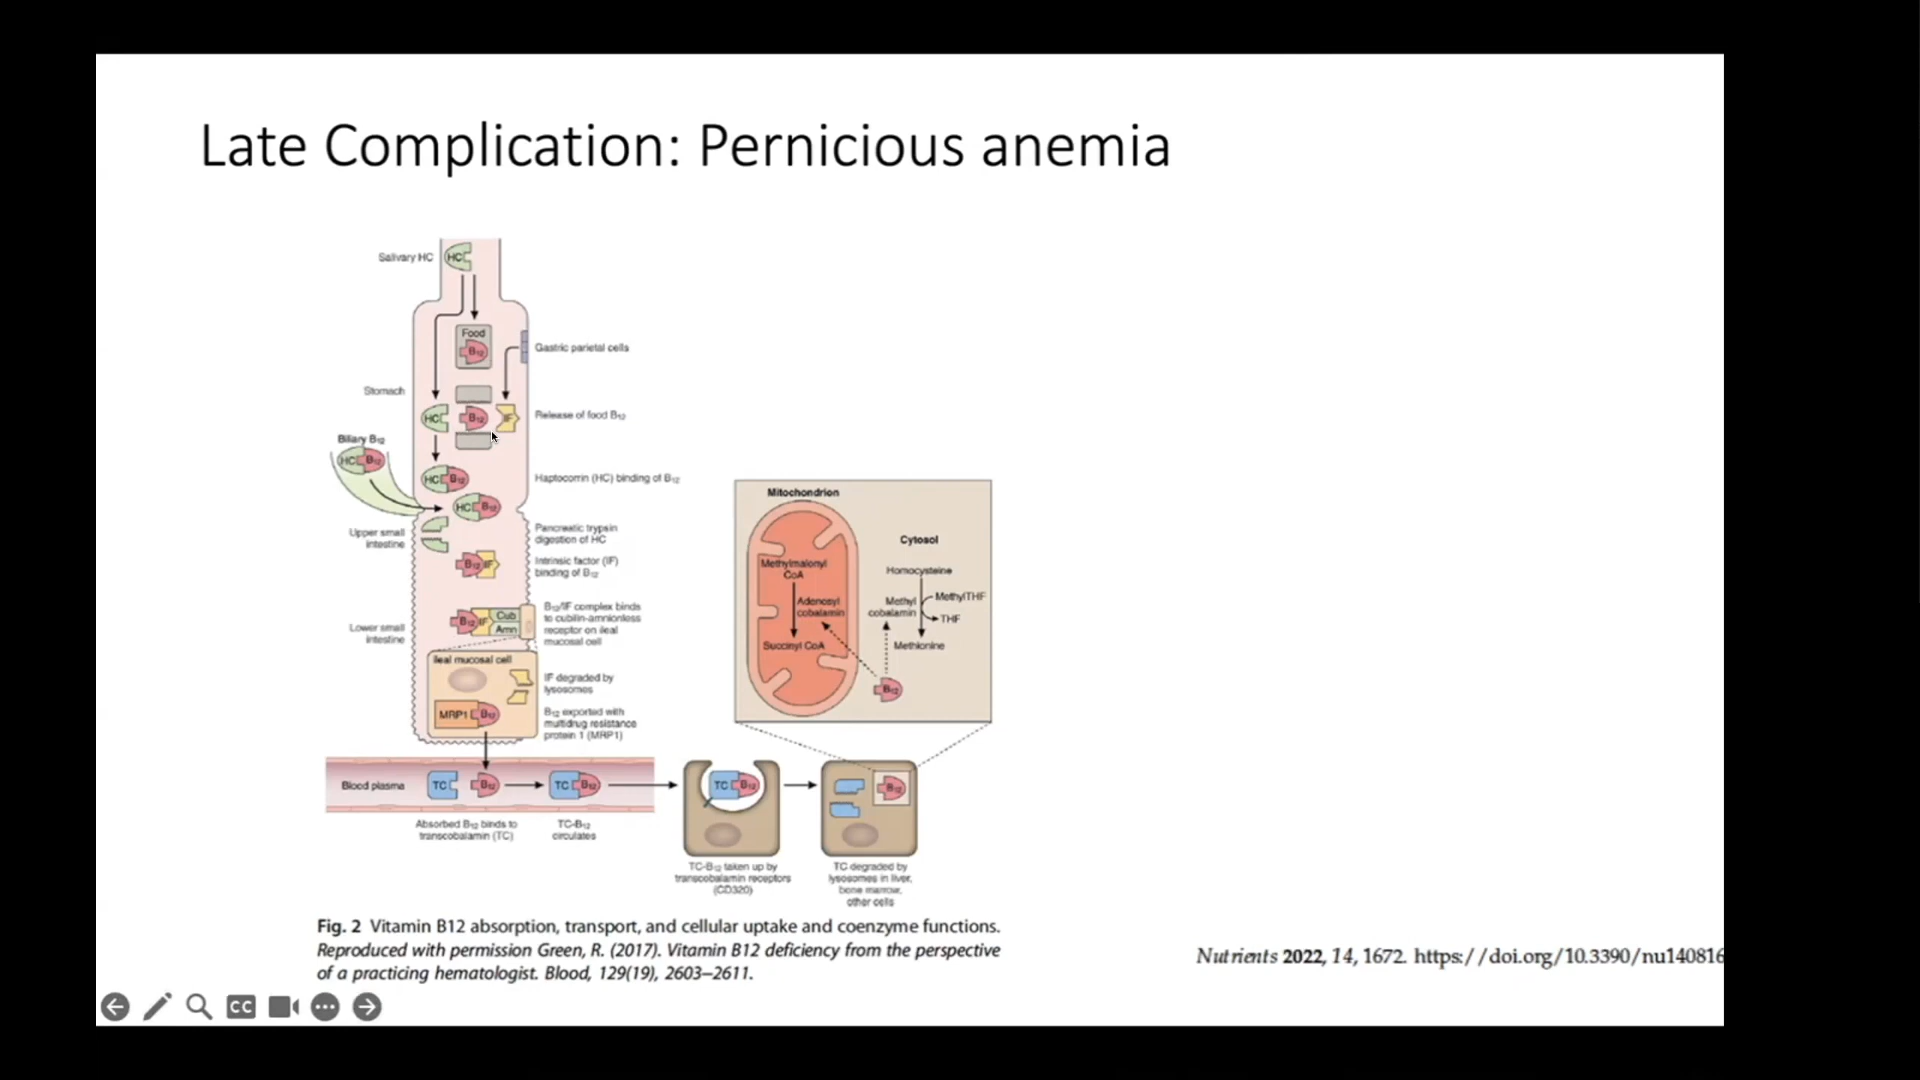 Late Complication: Pernicious anemia
Salivary HC
HC
Food
B12
Gastric parietal cells
Stomach
HC
B12
IF
Release of food B12
Biliary B12
HC B12
HC B12
Haptocorrin (HC) binding of B12
HC B12
Upper small
intestine
Pancreatic trypsin
digestion of HC
B12 IF
Intrinsic factor (IF)
binding of B12
Lower small
intestine
B12 IF
Cub
Amn
B12/IF complex binds
to cubilin-amnionless
receptor on ileal
mucosal cell
Ileal mucosal cell
IF degraded by
lysosomes
MRP1 B12
B12 exported with
multidrug resistance
protein 1 (MRP1)
Blood plasma
TC
B12
TC B12
Absorbed B12 binds to
transcobalamin (TC)
TC-B12
circulates
TC B12
TC-B12 taken up by
transcobalamin receptors
(CD320)
B12
TC degraded by
lysosomes in liver,
bone marrow,
other cells
Mitochondrion
Methylmalonyl
CoA
Adenosyl
cobalamin
Succinyl CoA
Cytosol
Homocysteine
Methyl
cobalamin
MethylTHF
THF
Methionine
B12
Fig. 2 Vitamin B12 absorption, transport, and cellular uptake and coenzyme functions.
Reproduced with permission Green, R. (2017). Vitamin B12 deficiency from the perspective
of a practicing hematologist. Blood, 129(19), 2603–2611.
Nutrients 2022, 14, 1672. https://doi.org/10.3390/nu140816
CC